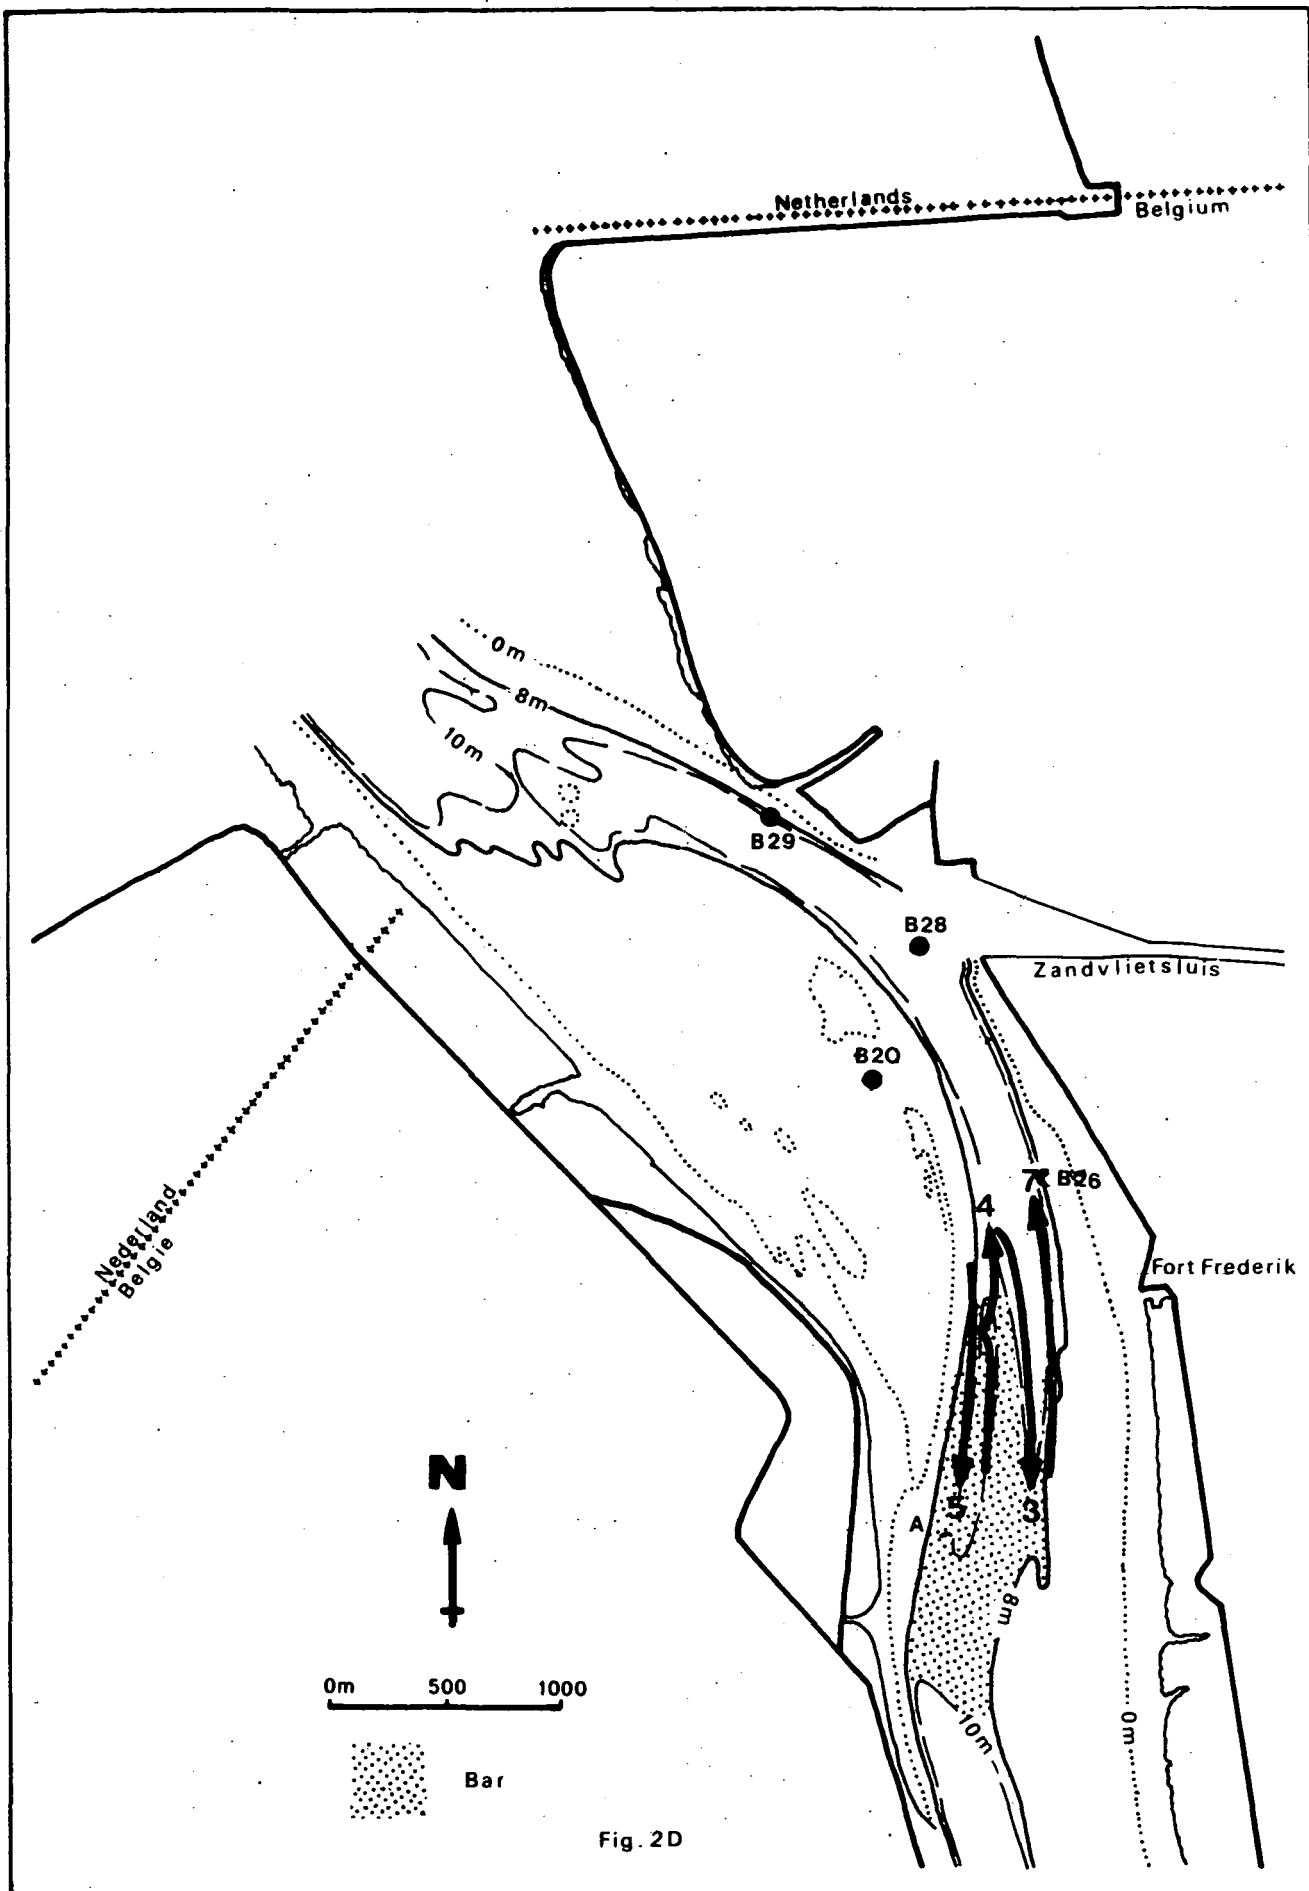 Netherlands
Belgium
0m
8m
10m
B29
B28
Zandvlietsluis
B20
7
B26
4
Nederland
Belgie
Fort Frederik
N
5
3
A
8m
0m 500 1000
10m
0m
Bar
Fig. 2D